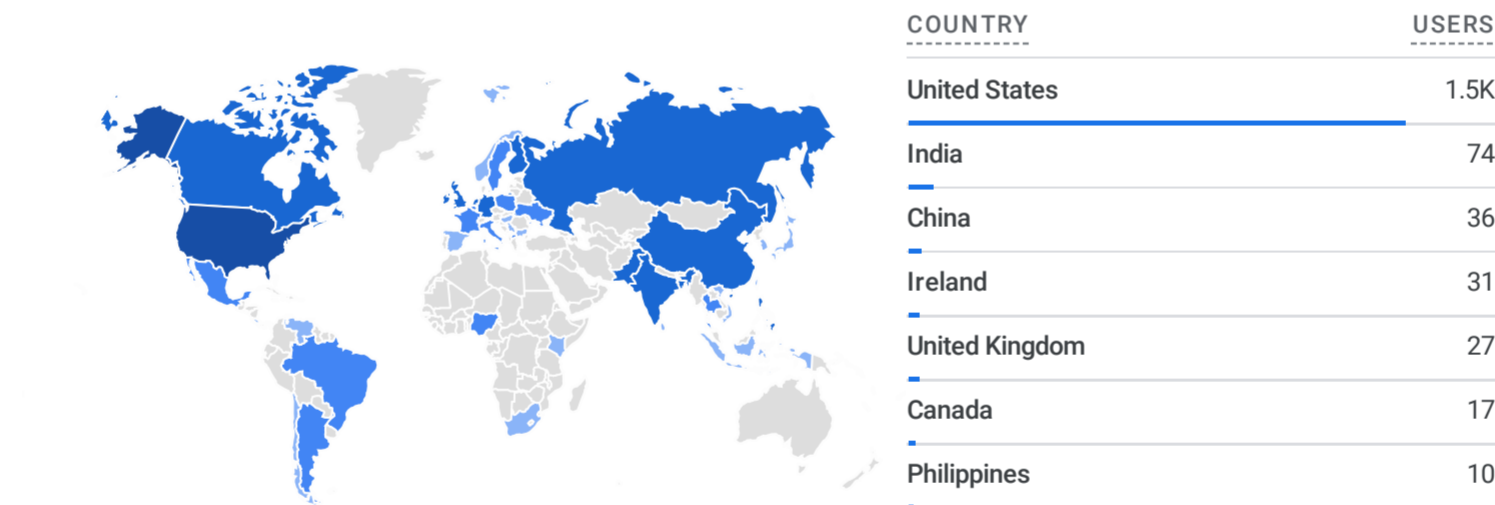 COUNTRY USERS
United States 1.5K
India 74
China 36
Ireland 31
United Kingdom 27
Canada 17
Philippines 10